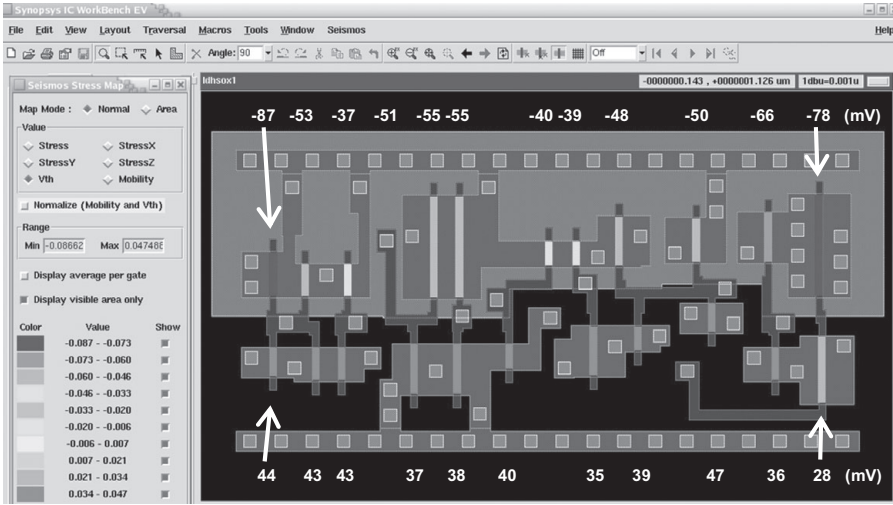 Synopsys IC WorkBench EV
File Edit View Layout Traversal Macros Tools Window Seismos Help
Angle: 90 Off
Seismos Stress Map
ldhsox1 -0000000.143 , +0000001.126 um 1dbu=0.001u
Map Mode : Normal Area
Value
Stress StressX
StressY StressZ
Vth Mobility
Normalize (Mobility and Vth)
Range
Min -0.08662 Max 0.047488
Display average per gate
Display visible area only
Color Value Show
-0.087 - -0.073
-0.073 - -0.060
-0.060 - -0.046
-0.046 - -0.033
-0.033 - -0.020
-0.020 - -0.006
-0.006 - 0.007
0.007 - 0.021
0.021 - 0.034
0.034 - 0.047
-87 -53 -37 -51 -55 -55 -40 -39 -48 -50 -66 -78 (mV)
44 43 43 37 38 40 35 39 47 36 28 (mV)